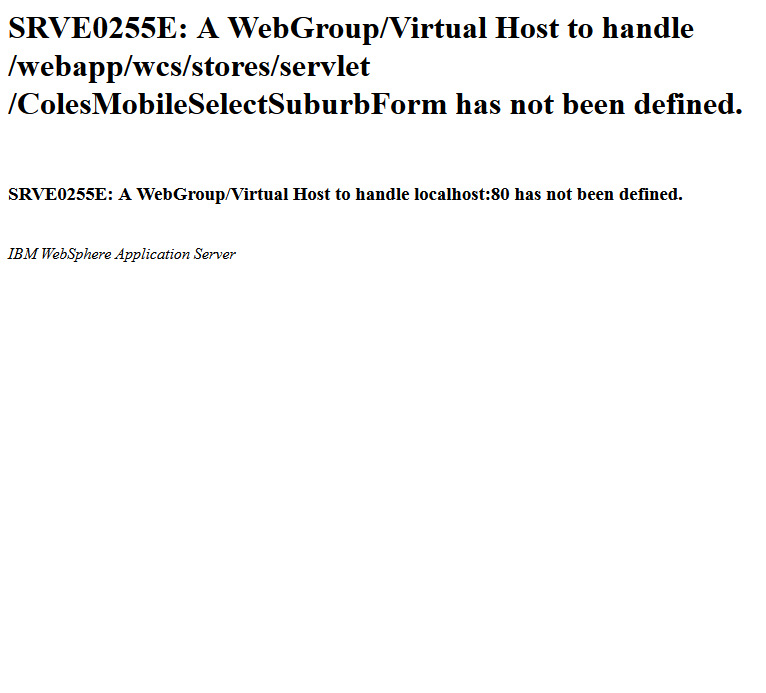 SRVE0255E: A WebGroup/Virtual Host to handle
/webapp/wcs/stores/servlet
/ColesMobileSelectSuburbForm has not been defined.
SRVE0255E: A WebGroup/Virtual Host to handle localhost:80 has not been defined.
IBM WebSphere Application Server